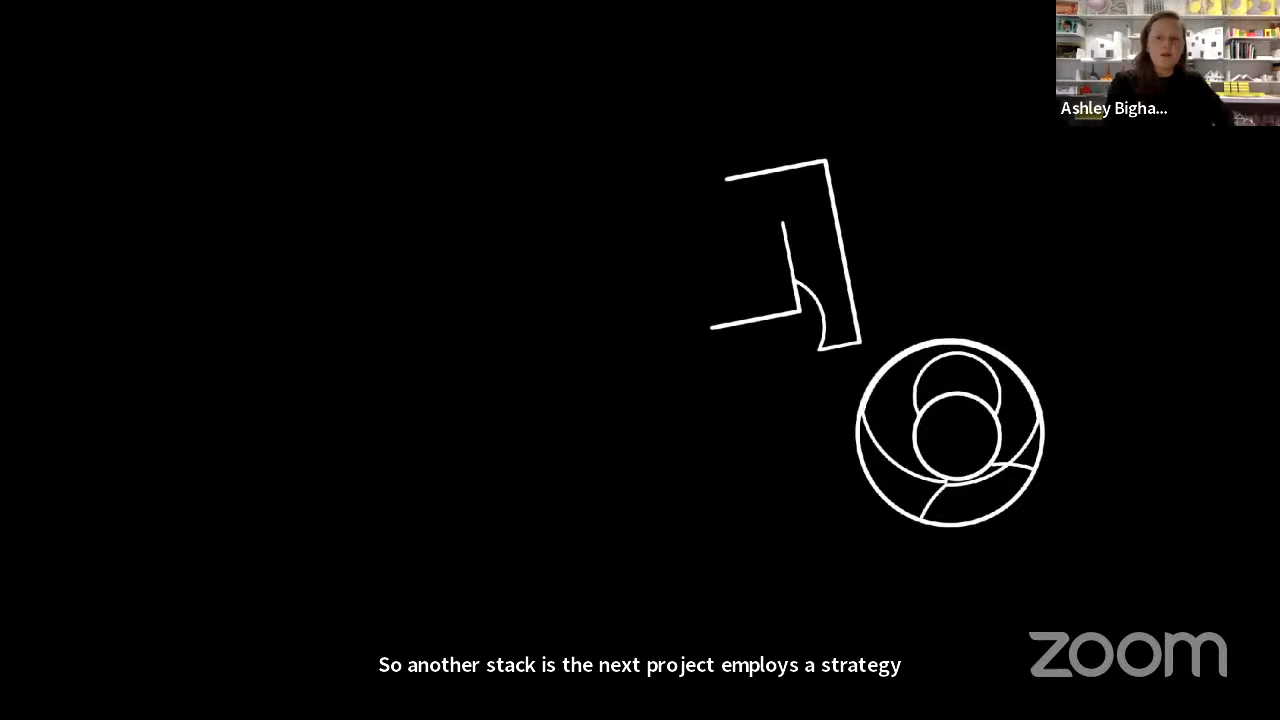 Ashley Bigha...
So another stack is the next project employs a strategy
zoom